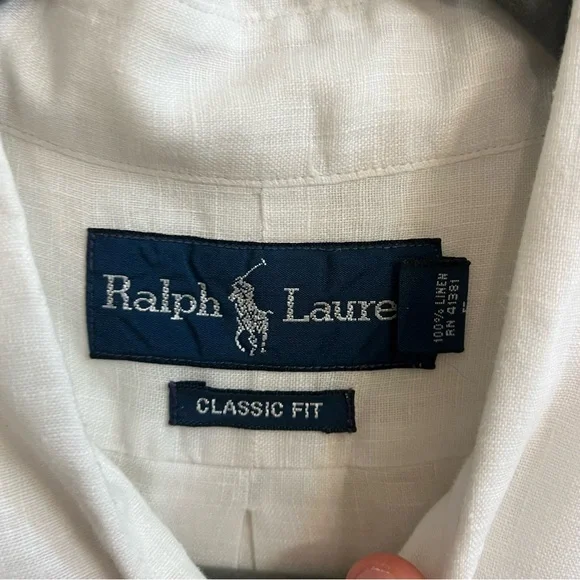 Ralph Laure
100% LINEN
RN 41381
CLASSIC FIT